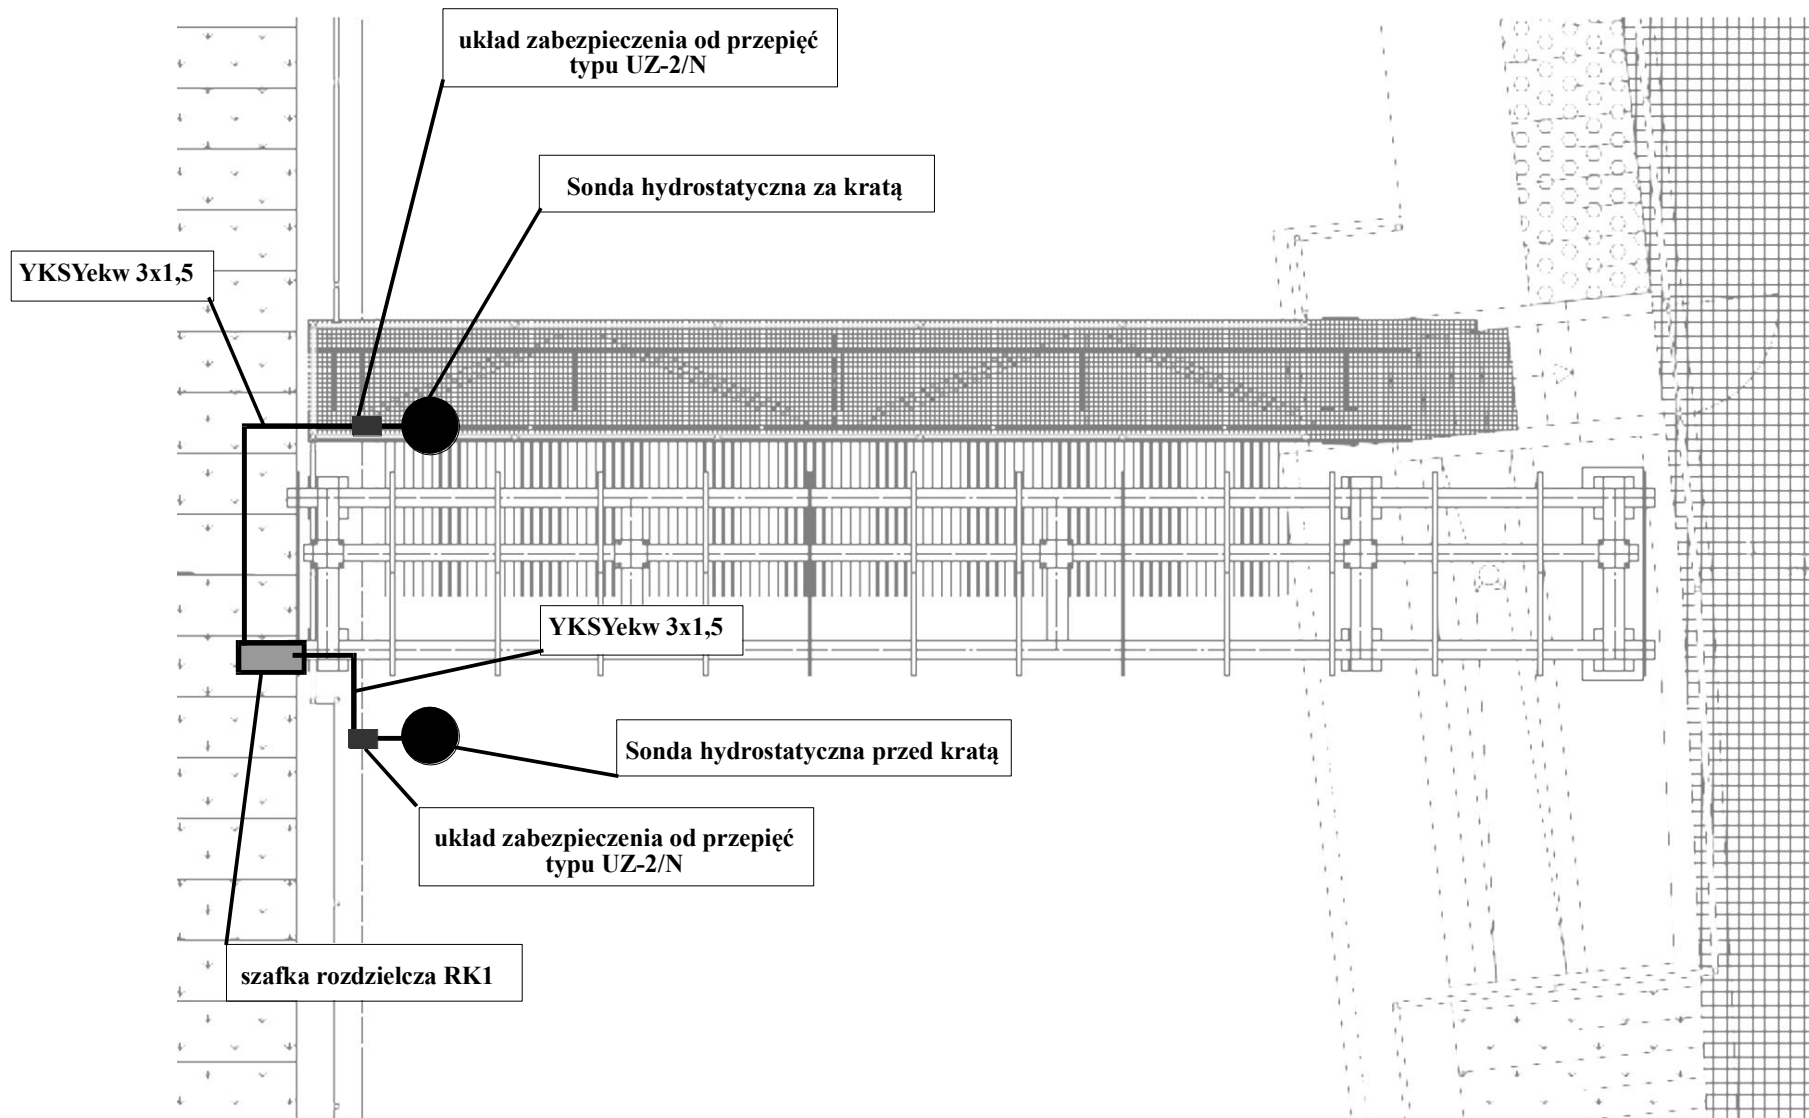 układ zabezpieczenia od przepięć
typu UZ-2/N
Sonda hydrostatyczna za kratą
YKSYekw 3x1,5
YKSYekw 3x1,5
Sonda hydrostatyczna przed kratą
układ zabezpieczenia od przepięć
typu UZ-2/N
szafka rozdzielcza RK1